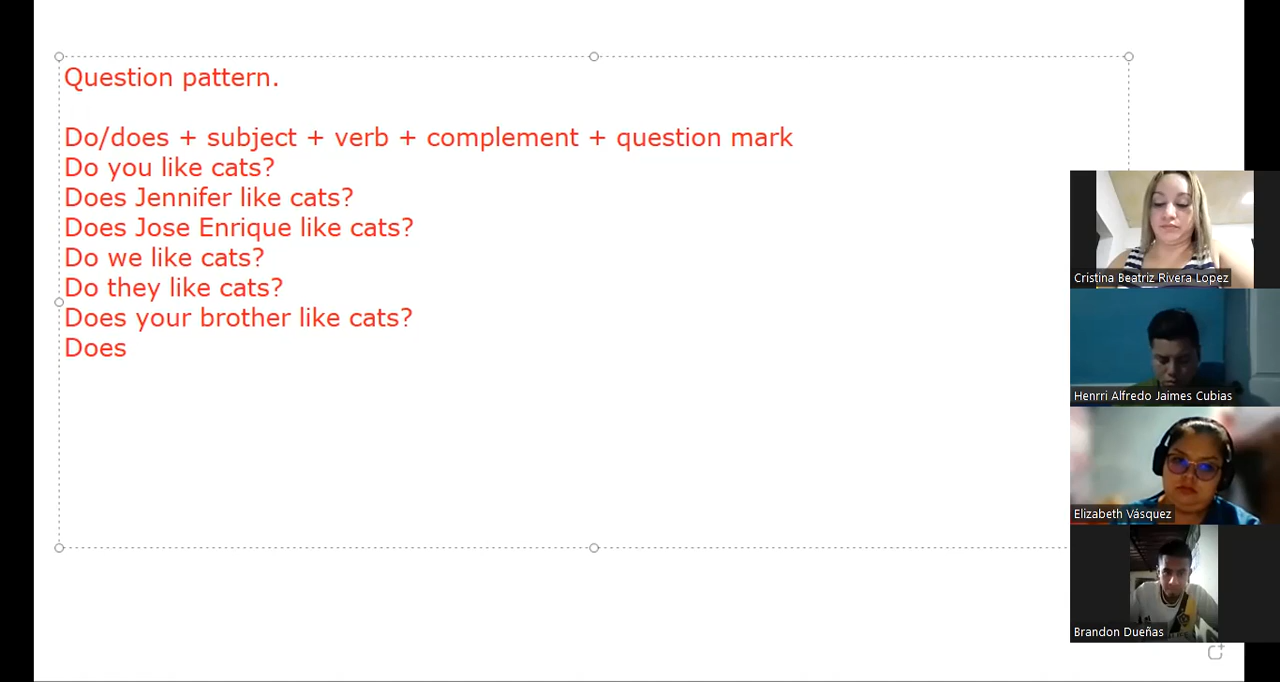 Question pattern.
Do/does + subject + verb + complement + question mark
Do you like cats?
Does Jennifer like cats?
Does Jose Enrique like cats?
Do we like cats?
Do they like cats?
Does your brother like cats?
Does
Cristina Beatriz Rivera Lopez
Henrri Alfredo Jaimes Cubias
Elizabeth Vásquez
Brandon Dueñas